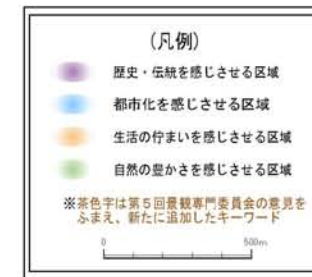 (凡例)
歴史・伝統を感じさせる区域
都市化を感じさせる区域
生活の佇まいを感じさせる区域
自然の豊かさを感じさせる区域
※茶色字は第5回景観専門委員会の意見を
ふまえ、新たに追加したキーワード
0 500m